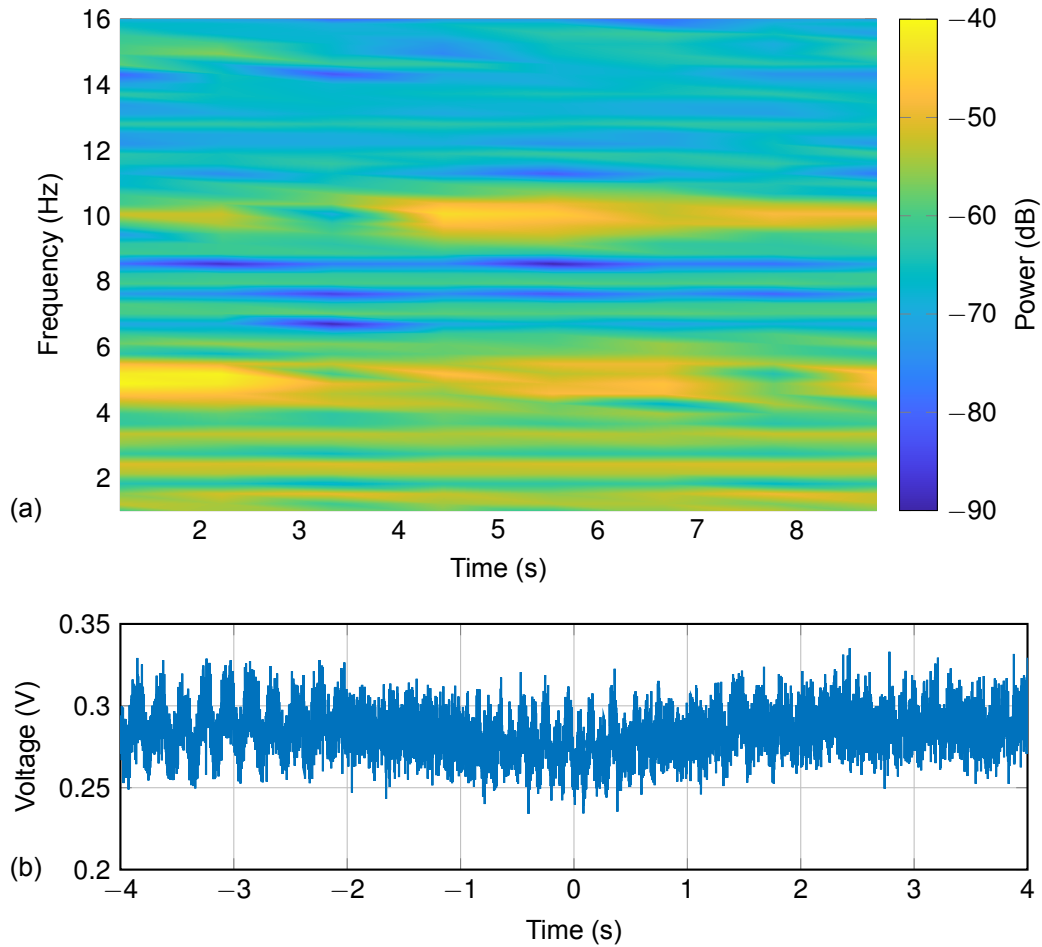 16
14
12
10
8
6
4
2
Frequency (Hz)
(a)
2 3 4 5 6 7 8
Time (s)
−40
−50
−60
−70
−80
−90
Power (dB)
0.35
0.3
0.25
0.2
Voltage (V)
(b)
−4 −3 −2 −1 0 1 2 3 4
Time (s)